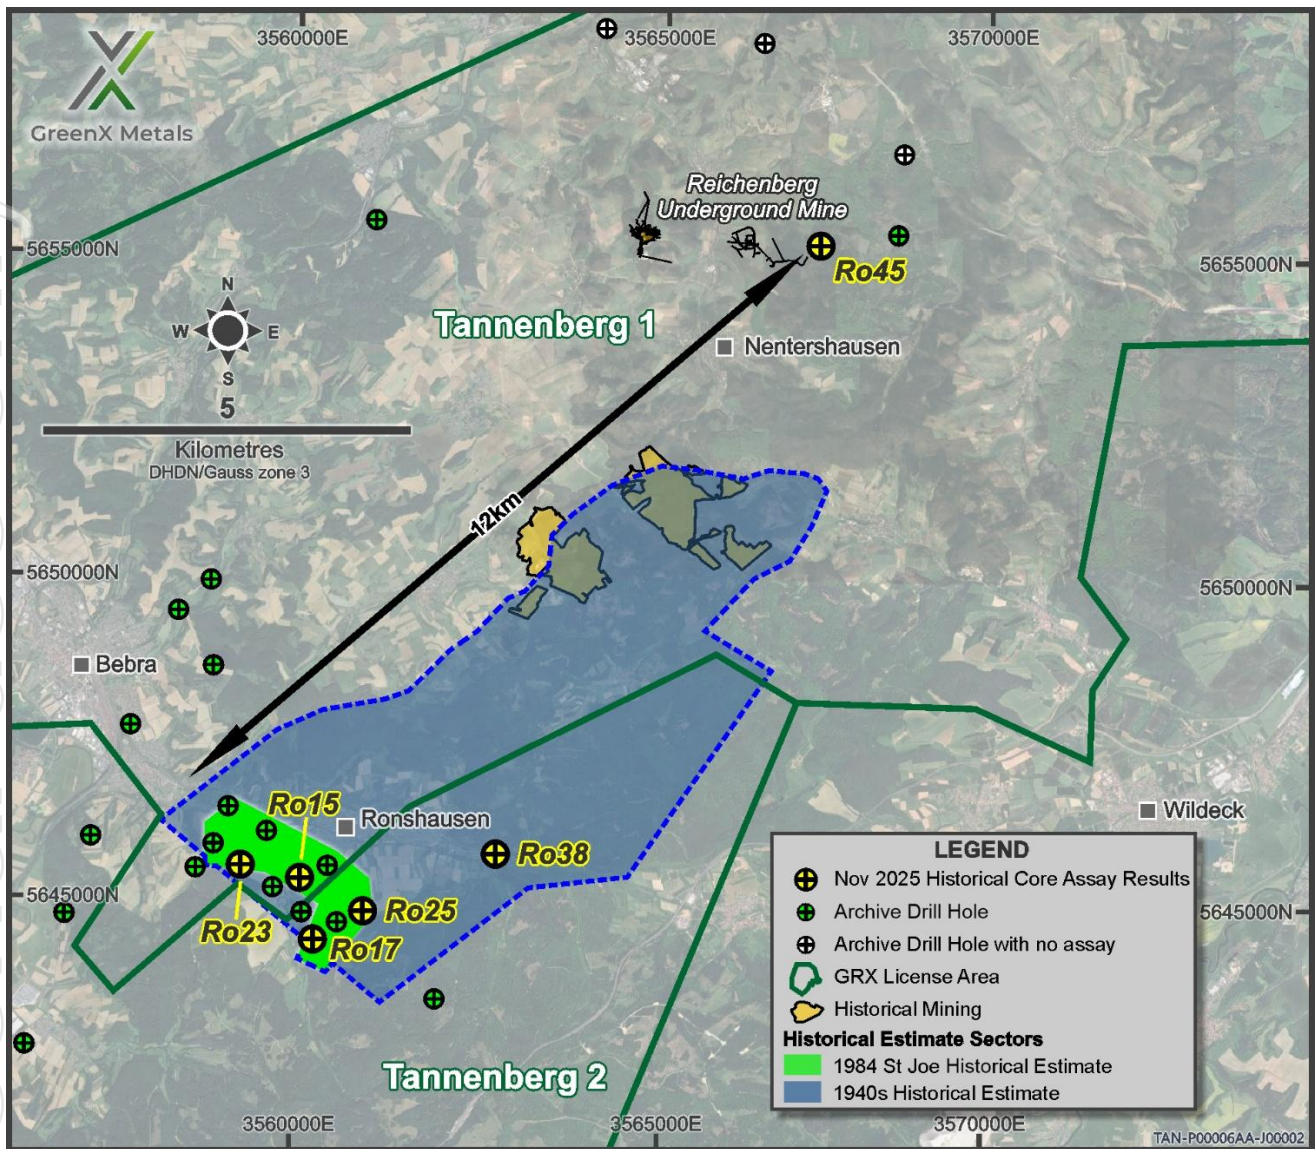 3560000E
3565000E
3570000E
GreenX Metals
Reichenberg
Underground Mine
5655000N
5655000N
Ro45
N
W
E
S
Tannenberg 1
Nentershausen
5
Kilometres
DHDN/Gauss zone 3
12km
5650000N
5650000N
Bebra
Ro15
Ronshausen
Wildeck
Ro38
5645000N
5645000N
Ro25
Ro23
Ro17
LEGEND
Nov 2025 Historical Core Assay Results
Archive Drill Hole
Archive Drill Hole with no assay
GRX License Area
Historical Mining
Historical Estimate Sectors
1984 St Joe Historical Estimate
1940s Historical Estimate
Tannenberg 2
3560000E
3565000E
3570000E
TAN-P00006AA-J00002